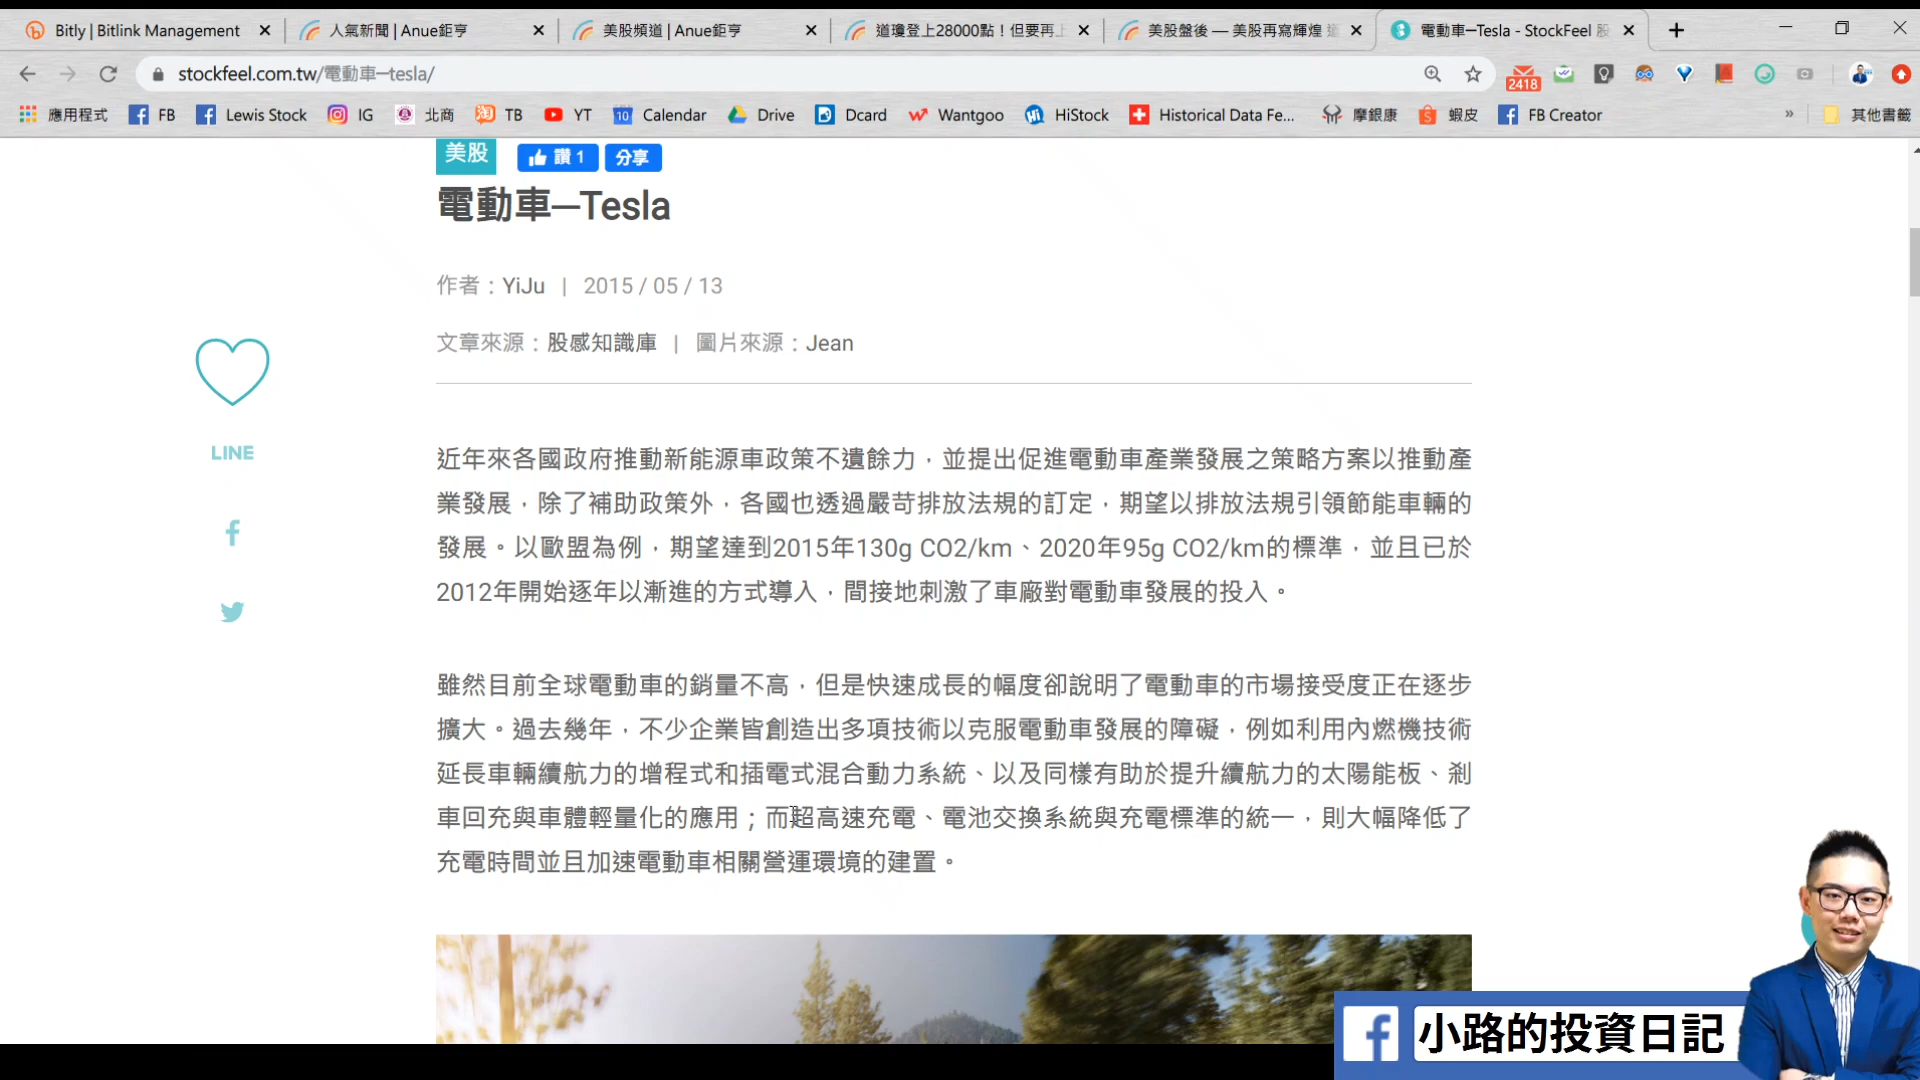 Bitly | Bitlink Management
人氣新聞 | Anue鉅亨
美股頻道 | Anue鉅亨
道瓊登上28000點！但要再上
美股盤後 — 美股再寫輝煌
電動車─Tesla - StockFeel 股
stockfeel.com.tw/電動車─tesla/
2418
應用程式
FB
Lewis Stock
IG
北商
淘
TB
YT
10
Calendar
Drive
Dcard
Wantgoo
HiStock
Historical Data Fe...
摩銀康
蝦皮
FB Creator
»
其他書籤
美股
讚 1
分享
電動車─Tesla
作者：YiJu | 2015 / 05 / 13
文章來源：股感知識庫 | 圖片來源：Jean
LINE
近年來各國政府推動新能源車政策不遺餘力，並提出促進電動車產業發展之策略方案以推動產
業發展，除了補助政策外，各國也透過嚴苛排放法規的訂定，期望以排放法規引領節能車輛的
發展。以歐盟為例，期望達到2015年130g CO2/km、2020年95g CO2/km的標準，並且已於
2012年開始逐年以漸進的方式導入，間接地刺激了車廠對電動車發展的投入。
雖然目前全球電動車的銷量不高，但是快速成長的幅度卻說明了電動車的市場接受度正在逐步
擴大。過去幾年，不少企業皆創造出多項技術以克服電動車發展的障礙，例如利用內燃機技術
延長車輛續航力的增程式和插電式混合動力系統、以及同樣有助於提升續航力的太陽能板、剎
車回充與車體輕量化的應用；而超高速充電、電池交換系統與充電標準的統一，則大幅降低了
充電時間並且加速電動車相關營運環境的建置。
小路的投資日記